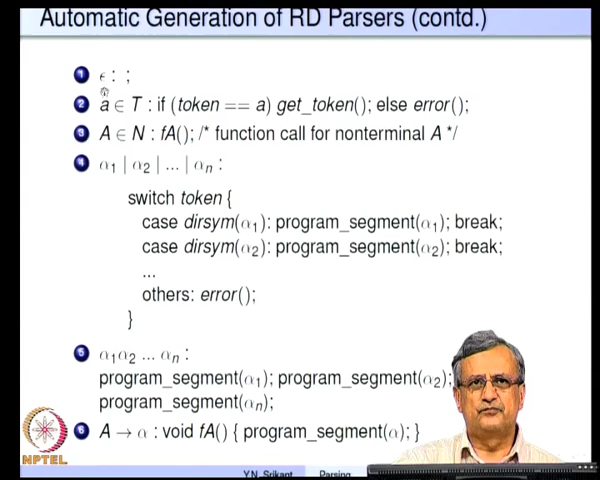 Automatic Generation of RD Parsers (contd.)
1 ϵ : ;
2 a ∈ T : if (token == a) get_token(); else error();
3 A ∈ N : fA(); /* function call for nonterminal A */
4 α1 | α2 | ... | αn :
switch token {
case dirsym(α1): program_segment(α1); break;
case dirsym(α2): program_segment(α2); break;
...
others: error();
}
5 α1α2 ... αn :
program_segment(α1); program_segment(α2);
program_segment(αn);
6 A → α : void fA() { program_segment(α); }
NPTEL
Y.N. Srikant Parsing